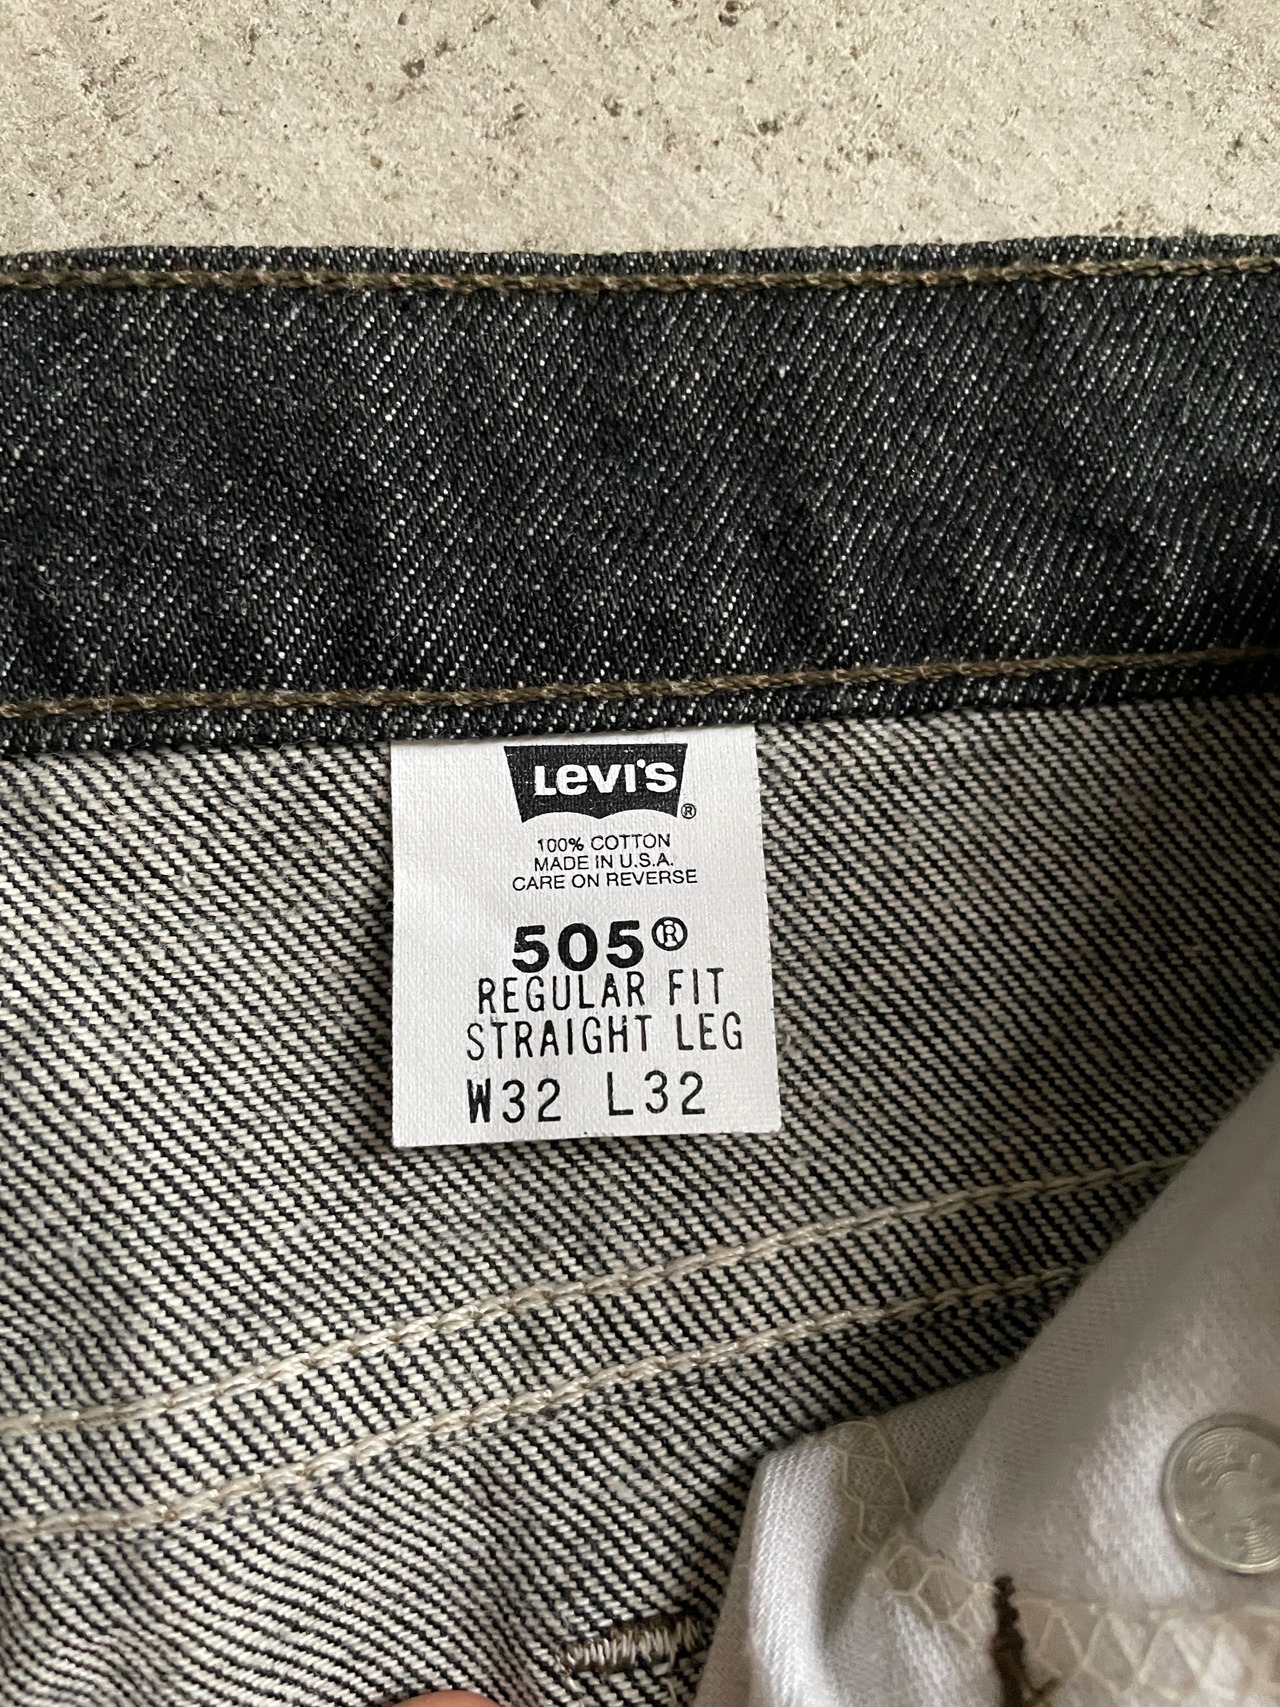 Levi's ®
100% COTTON
MADE IN U.S.A.
CARE ON REVERSE
505®
REGULAR FIT
STRAIGHT LEG
W32 L32